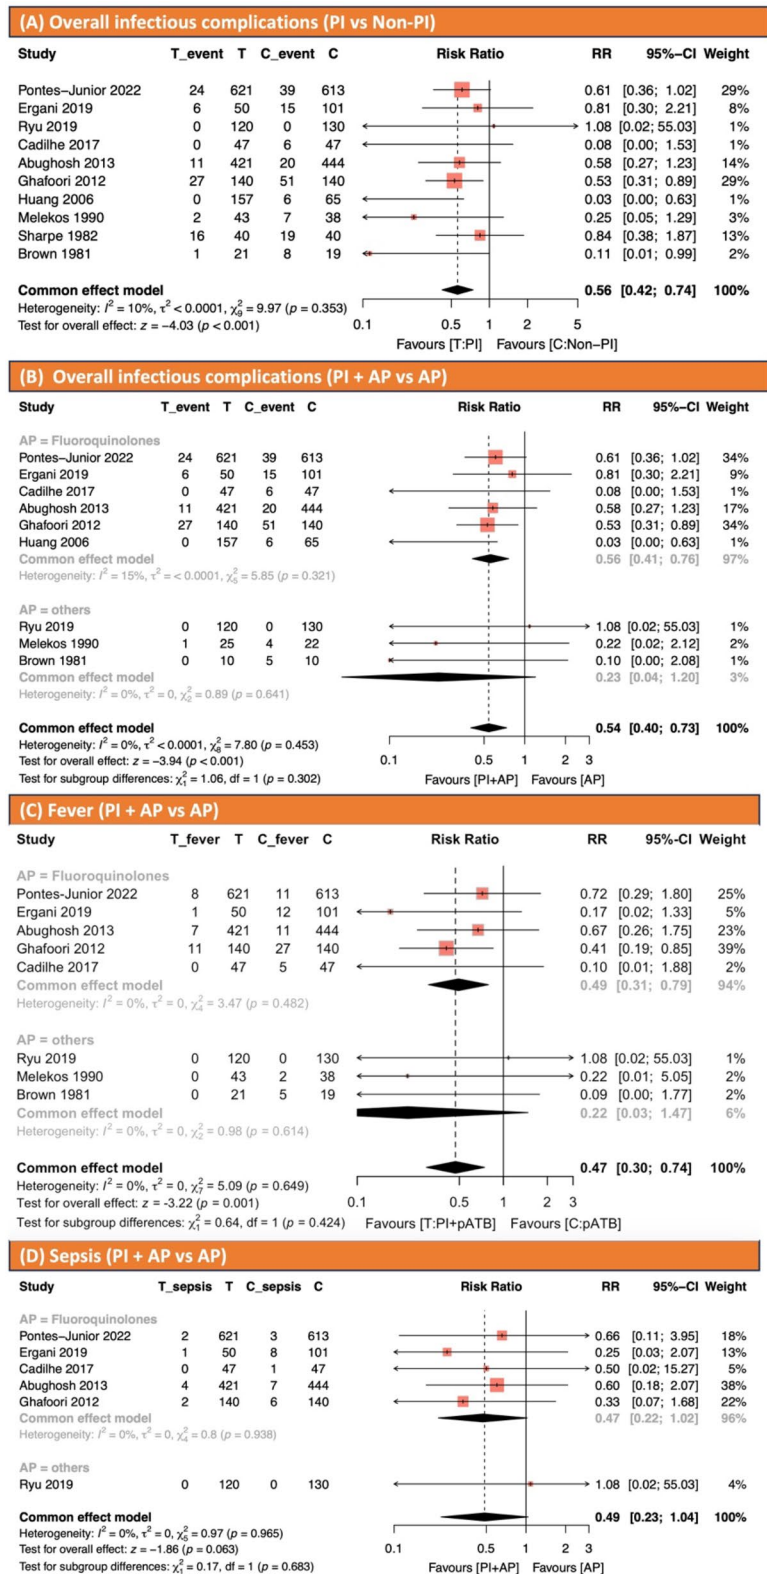 (A) Overall infectious complications (PI vs Non-PI)
Study T_event T C_event C Risk Ratio RR 95%-CI Weight
Pontes-Junior 2022 24 621 39 613 0.61 [0.36; 1.02] 29%
Ergani 2019 6 50 15 101 0.81 [0.30; 2.21] 8%
Ryu 2019 0 120 0 130 1.08 [0.02; 55.03] 1%
Cadilhe 2017 0 47 6 47 0.08 [0.00; 1.53] 1%
Abughosh 2013 11 421 20 444 0.58 [0.27; 1.23] 14%
Ghafoori 2012 27 140 51 140 0.53 [0.31; 0.89] 29%
Huang 2006 0 157 6 65 0.03 [0.00; 0.63] 1%
Melekos 1990 2 43 7 38 0.25 [0.05; 1.29] 3%
Sharpe 1982 16 40 19 40 0.84 [0.38; 1.87] 13%
Brown 1981 1 21 8 19 0.11 [0.01; 0.99] 2%
Common effect model 0.56 [0.42; 0.74] 100%
Heterogeneity: I² = 10%, τ² < 0.0001, χ²₉ = 9.97 (p = 0.353)
Test for overall effect: z = −4.03 (p < 0.001)
0.1 0.5 1 5
Favours [T:PI] Favours [C:Non-PI]
(B) Overall infectious complications (PI + AP vs AP)
Study T_event T C_event C Risk Ratio RR 95%-CI Weight
AP = Fluoroquinolones
Pontes-Junior 2022 24 621 39 613 0.61 [0.36; 1.02] 34%
Ergani 2019 6 50 15 101 0.81 [0.30; 2.21] 9%
Cadilhe 2017 0 47 6 47 0.08 [0.00; 1.53] 1%
Abughosh 2013 11 421 20 444 0.58 [0.27; 1.23] 17%
Ghafoori 2012 27 140 51 140 0.53 [0.31; 0.89] 34%
Huang 2006 0 157 6 65 0.03 [0.00; 0.63] 1%
Common effect model 0.56 [0.41; 0.76] 97%
Heterogeneity: I² = 15%, τ² = < 0.0001, χ²₅ = 5.85 (p = 0.321)
AP = others
Ryu 2019 0 120 0 130 1.08 [0.02; 55.03] 1%
Melekos 1990 1 25 4 22 0.22 [0.02; 2.12] 2%
Brown 1981 0 10 5 10 0.10 [0.00; 2.08] 1%
Common effect model 0.23 [0.04; 1.20] 3%
Heterogeneity: I² = 0%, τ² = 0, χ²₂ = 0.89 (p = 0.641)
Common effect model 0.54 [0.40; 0.73] 100%
Heterogeneity: I² = 0%, τ² < 0.0001, χ²₈ = 7.80 (p = 0.453)
Test for overall effect: z = −3.94 (p < 0.001)
0.1 0.5 1 2 3
Test for subgroup differences: χ²₁ = 1.06, df = 1 (p = 0.302) Favours [PI+AP] Favours [AP]
(C) Fever (PI + AP vs AP)
Study T_fever T C_fever C Risk Ratio RR 95%-CI Weight
AP = Fluoroquinolones
Pontes-Junior 2022 8 621 11 613 0.72 [0.29; 1.80] 25%
Ergani 2019 1 50 12 101 0.17 [0.02; 1.33] 5%
Abughosh 2013 7 421 11 444 0.67 [0.26; 1.75] 23%
Ghafoori 2012 11 140 27 140 0.41 [0.19; 0.85] 39%
Cadilhe 2017 0 47 5 47 0.10 [0.01; 1.88] 2%
Common effect model 0.49 [0.31; 0.79] 94%
Heterogeneity: I² = 0%, τ² = 0, χ²₄ = 3.47 (p = 0.482)
AP = others
Ryu 2019 0 120 0 130 1.08 [0.02; 55.03] 1%
Melekos 1990 0 43 2 38 0.22 [0.01; 5.05] 2%
Brown 1981 0 21 5 19 0.09 [0.00; 1.77] 2%
Common effect model 0.22 [0.03; 1.47] 6%
Heterogeneity: I² = 0%, τ² = 0, χ²₂ = 0.98 (p = 0.614)
Common effect model 0.47 [0.30; 0.74] 100%
Heterogeneity: I² = 0%, τ² = 0, χ²₇ = 5.09 (p = 0.649)
Test for overall effect: z = -3.22 (p = 0.001)
0.1 0.5 1 2 3
Test for subgroup differences: χ²₁ = 0.64, df = 1 (p = 0.424) Favours [T:PI+pATB] Favours [C:pATB]
(D) Sepsis (PI + AP vs AP)
Study T_sepsis T C_sepsis C Risk Ratio RR 95%-CI Weight
AP = Fluoroquinolones
Pontes-Junior 2022 2 621 3 613 0.66 [0.11; 3.95] 18%
Ergani 2019 1 50 8 101 0.25 [0.03; 2.07] 13%
Cadilhe 2017 0 47 1 47 0.50 [0.02; 15.27] 5%
Abughosh 2013 4 421 7 444 0.60 [0.18; 2.07] 38%
Ghafoori 2012 2 140 6 140 0.33 [0.07; 1.68] 22%
Common effect model 0.47 [0.22; 1.02] 96%
Heterogeneity: I² = 0%, τ² = 0, χ²₄ = 0.8 (p = 0.938)
AP = others
Ryu 2019 0 120 0 130 1.08 [0.02; 55.03] 4%
Common effect model 0.49 [0.23; 1.04] 100%
Heterogeneity: I² = 0%, τ² = 0, χ²₅ = 0.97 (p = 0.965)
Test for overall effect: z = −1.86 (p = 0.063)
0.1 0.5 1 2 3
Test for subgroup differences: χ²₁ = 0.17, df = 1 (p = 0.683) Favours [PI+AP] Favours [AP]